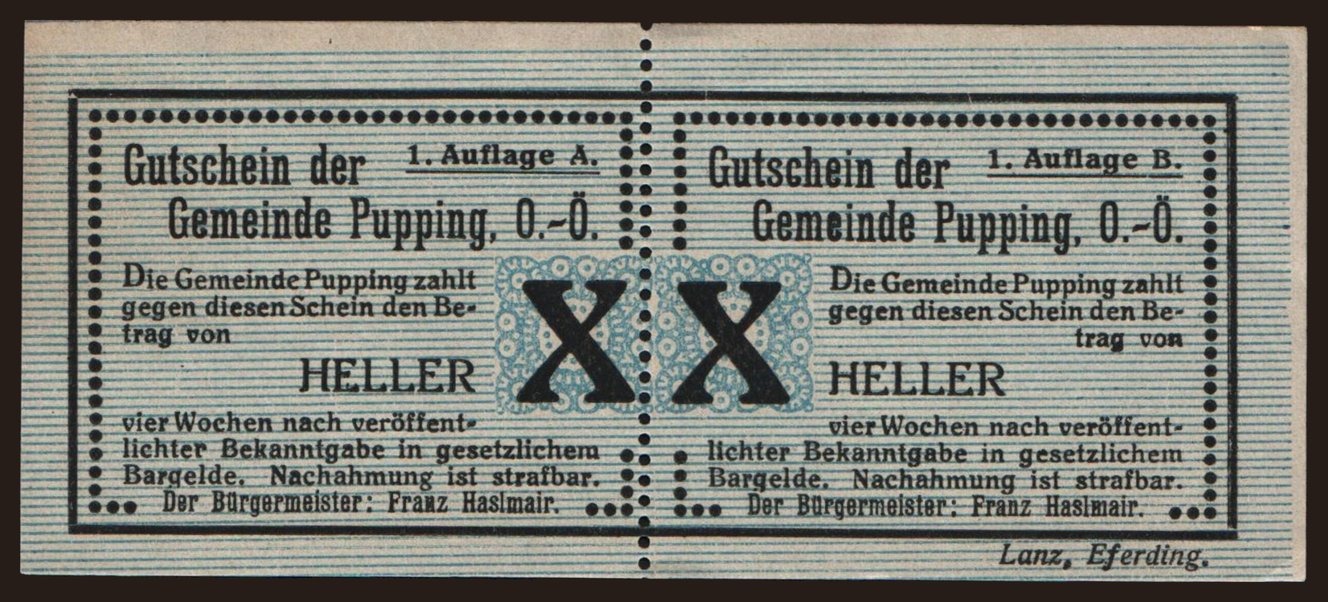 Gutschein der 1. Auflage A.
Gemeinde Pupping, O.-Ö.
Die Gemeinde Pupping zahlt
gegen diesen Schein den Be-
trag von
X
HELLER
vier Wochen nach veröffent-
lichter Bekanntgabe in gesetzlichem
Bargelde. Nachahmung ist strafbar.
Der Bürgermeister: Franz Haslmair.
Gutschein der 1. Auflage B.
Gemeinde Pupping, O.-Ö.
Die Gemeinde Pupping zahlt
gegen diesen Schein den Be-
trag von
X
HELLER
vier Wochen nach veröffent-
lichter Bekanntgabe in gesetzlichem
Bargelde. Nachahmung ist strafbar.
Der Bürgermeister: Franz Haslmair.
Lanz, Eferding.